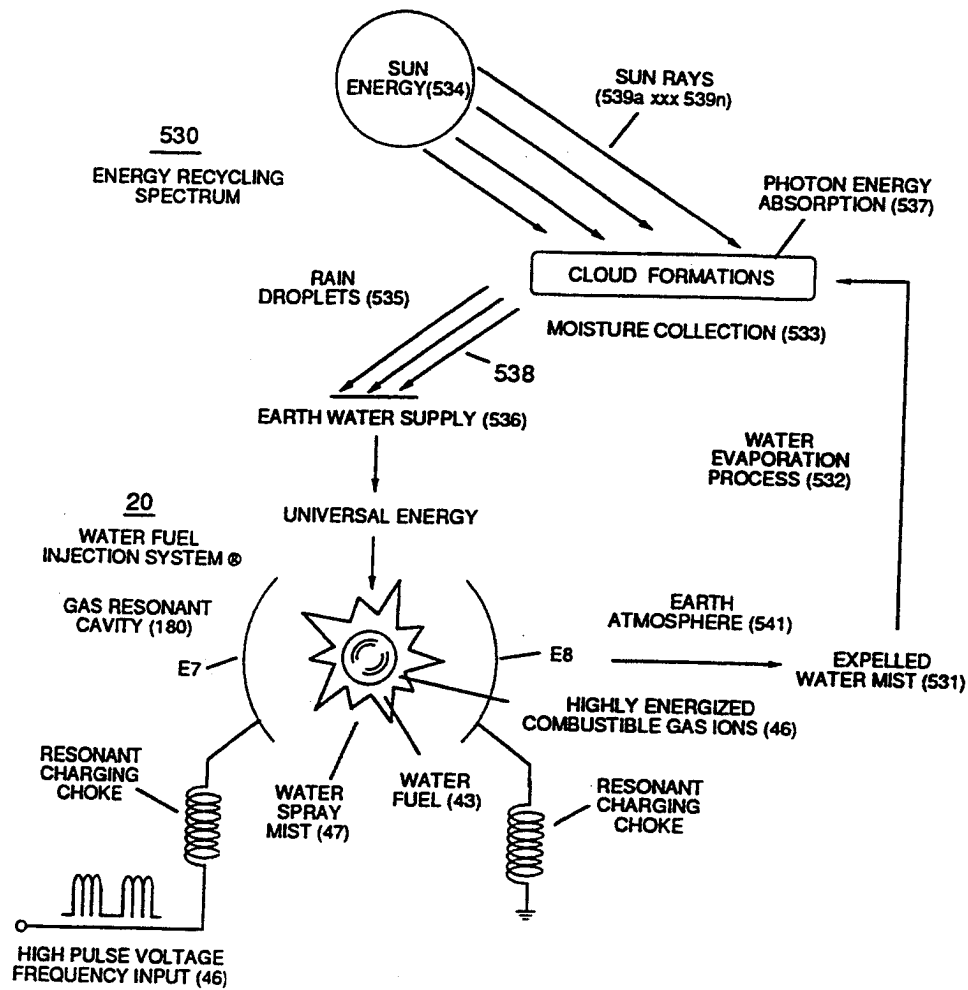 SUN
ENERGY(534)
SUN RAYS
(539a xxx 539n)
530
ENERGY RECYCLING
SPECTRUM
PHOTON ENERGY
ABSORPTION (537)
CLOUD FORMATIONS
RAIN
DROPLETS (535)
MOISTURE COLLECTION (533)
538
EARTH WATER SUPPLY (536)
WATER
EVAPORATION
PROCESS (532)
20
UNIVERSAL ENERGY
WATER FUEL
INJECTION SYSTEM ®
GAS RESONANT
CAVITY (180)
E7
E8
EARTH
ATMOSPHERE (541)
EXPELLED
WATER MIST (531)
HIGHLY ENERGIZED
COMBUSTIBLE GAS IONS (46)
RESONANT
CHARGING
CHOKE
WATER
SPRAY
MIST (47)
WATER
FUEL (43)
RESONANT
CHARGING
CHOKE
HIGH PULSE VOLTAGE
FREQUENCY INPUT (46)